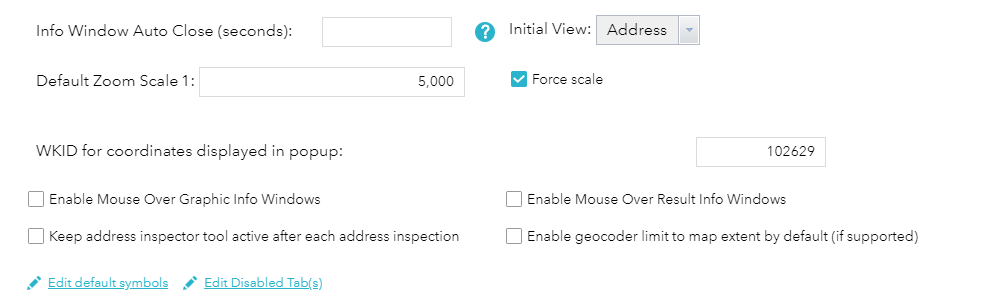 Info Window Auto Close (seconds): ? Initial View: Address
Default Zoom Scale 1: 5,000 Force scale
WKID for coordinates displayed in popup: 102629
Enable Mouse Over Graphic Info Windows Enable Mouse Over Result Info Windows
Keep address inspector tool active after each address inspection Enable geocoder limit to map extent by default (if supported)
Edit default symbols Edit Disabled Tab(s)